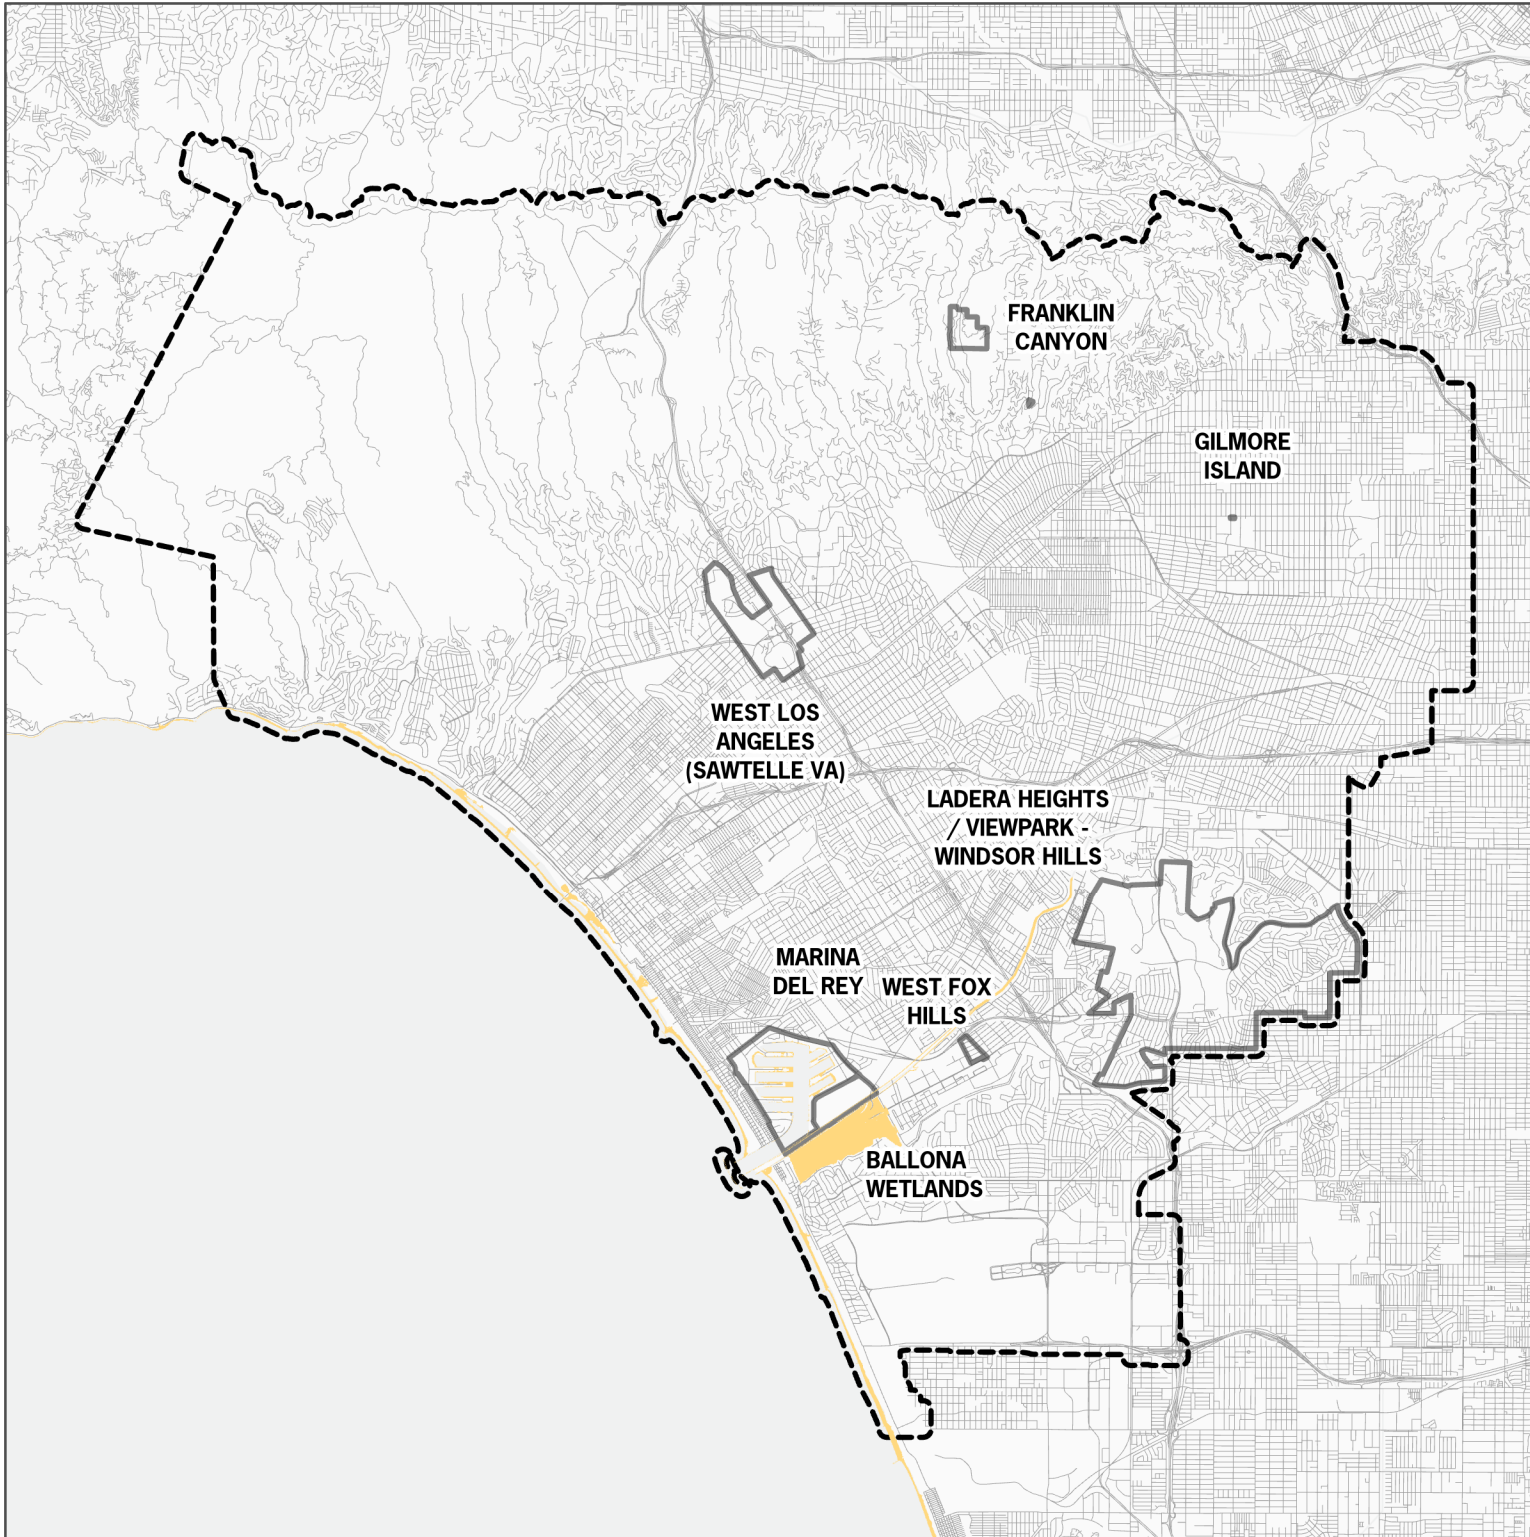 FRANKLIN
CANYON
GILMORE
ISLAND
WEST LOS
ANGELES
(SAWTELLE VA)
LADERA HEIGHTS
/ VIEWPARK -
WINDSOR HILLS
MARINA
DEL REY
WEST FOX
HILLS
BALLONA
WETLANDS